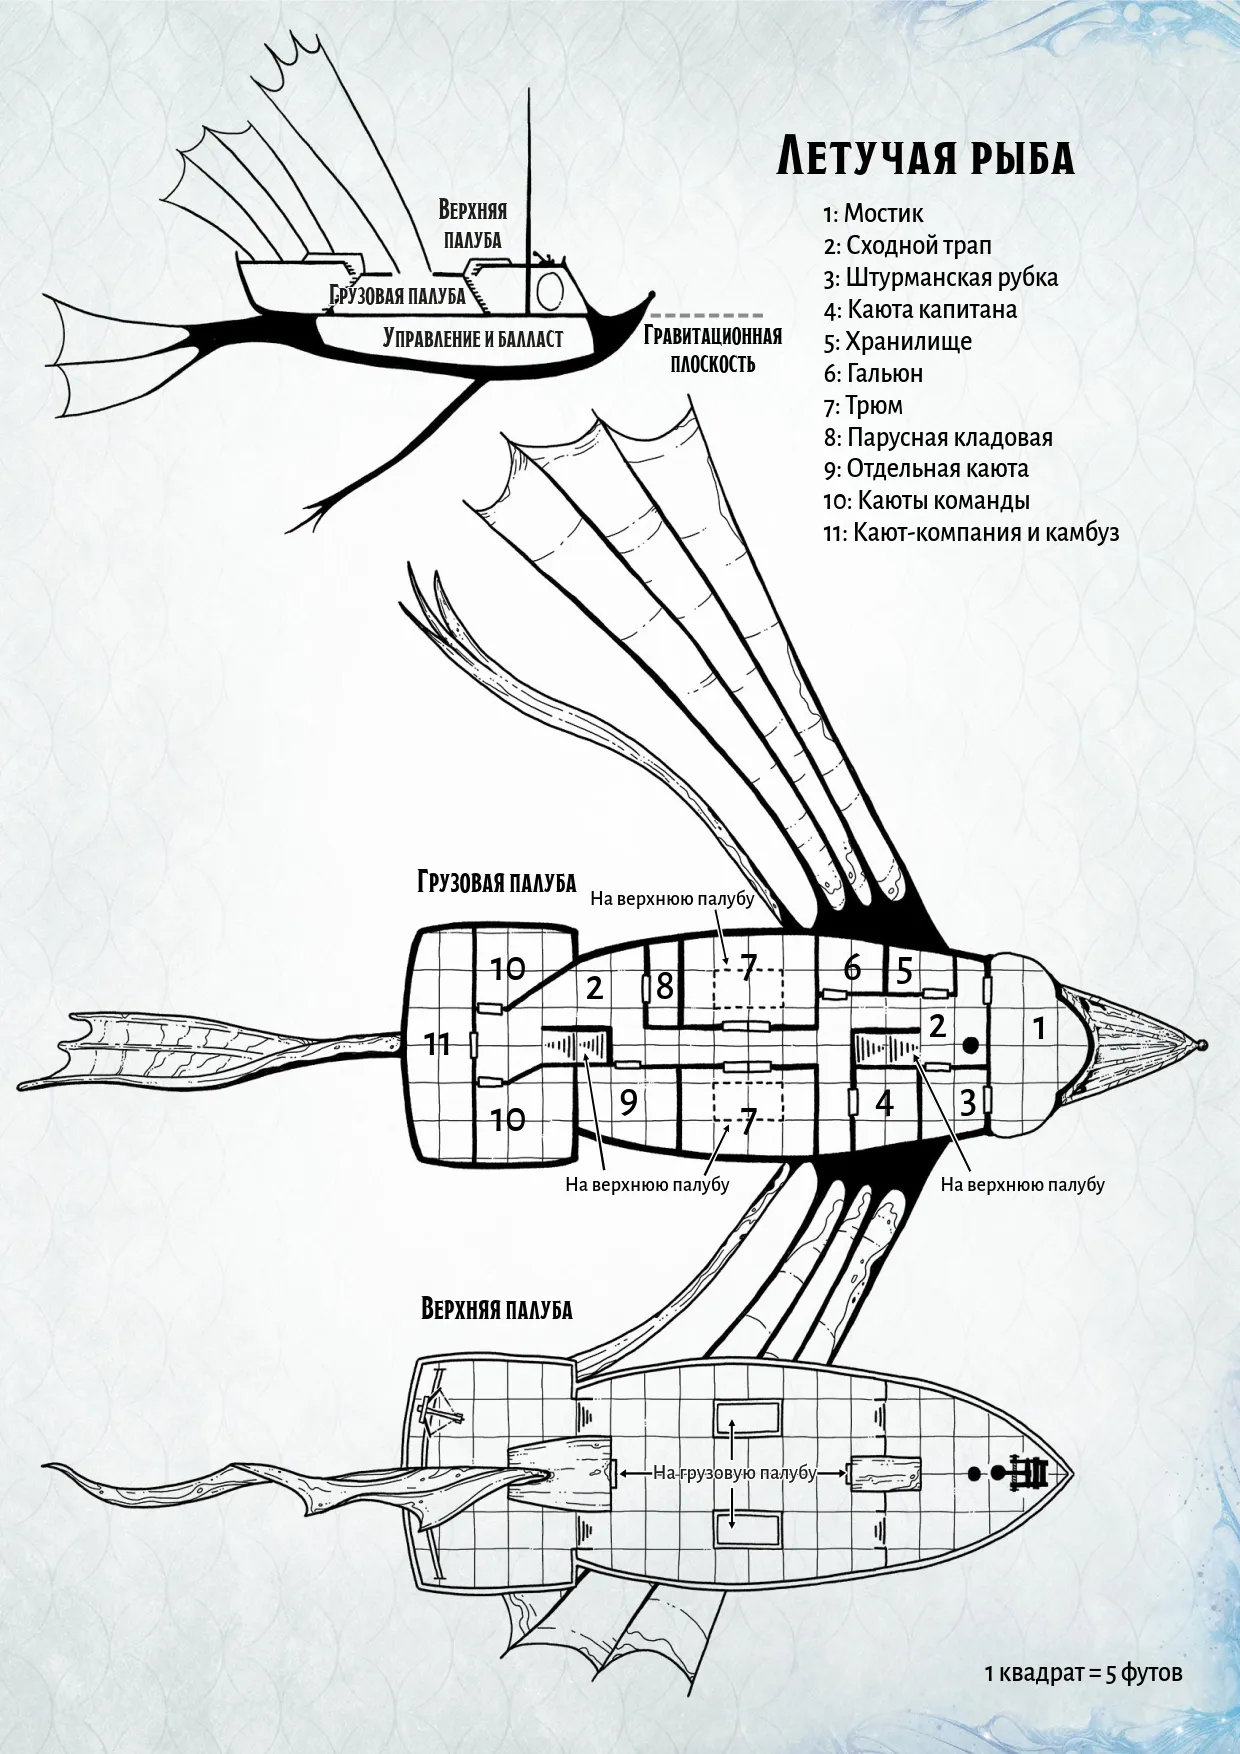 Летучая рыба
1: Мостик
2: Сходной трап
3: Штурманская рубка
4: Каюта капитана
5: Хранилище
6: Гальюн
7: Трюм
8: Парусная кладовая
9: Отдельная каюта
10: Каюты команды
11: Кают-компания и камбуз
Верхняя
палуба
Грузовая палуба
Управление и балласт
Гравитационная
плоскость
Грузовая палуба
На верхнюю палубу
10
2
8
7
6
5
11
2
1
10
9
7
4
3
На верхнюю палубу
На верхнюю палубу
Верхняя палуба
На грузовую палубу
1 квадрат = 5 футов